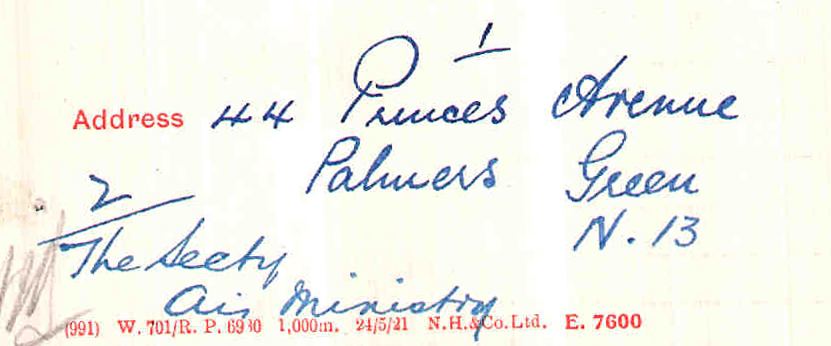 1
Address 44 Princes Avenue
Palmers Green
N. 13
2
The Secty
Air Ministry
(991) W. 701/R. P. 6980 1,000m. 24/5/21 N.H.&Co.Ltd. E. 7600